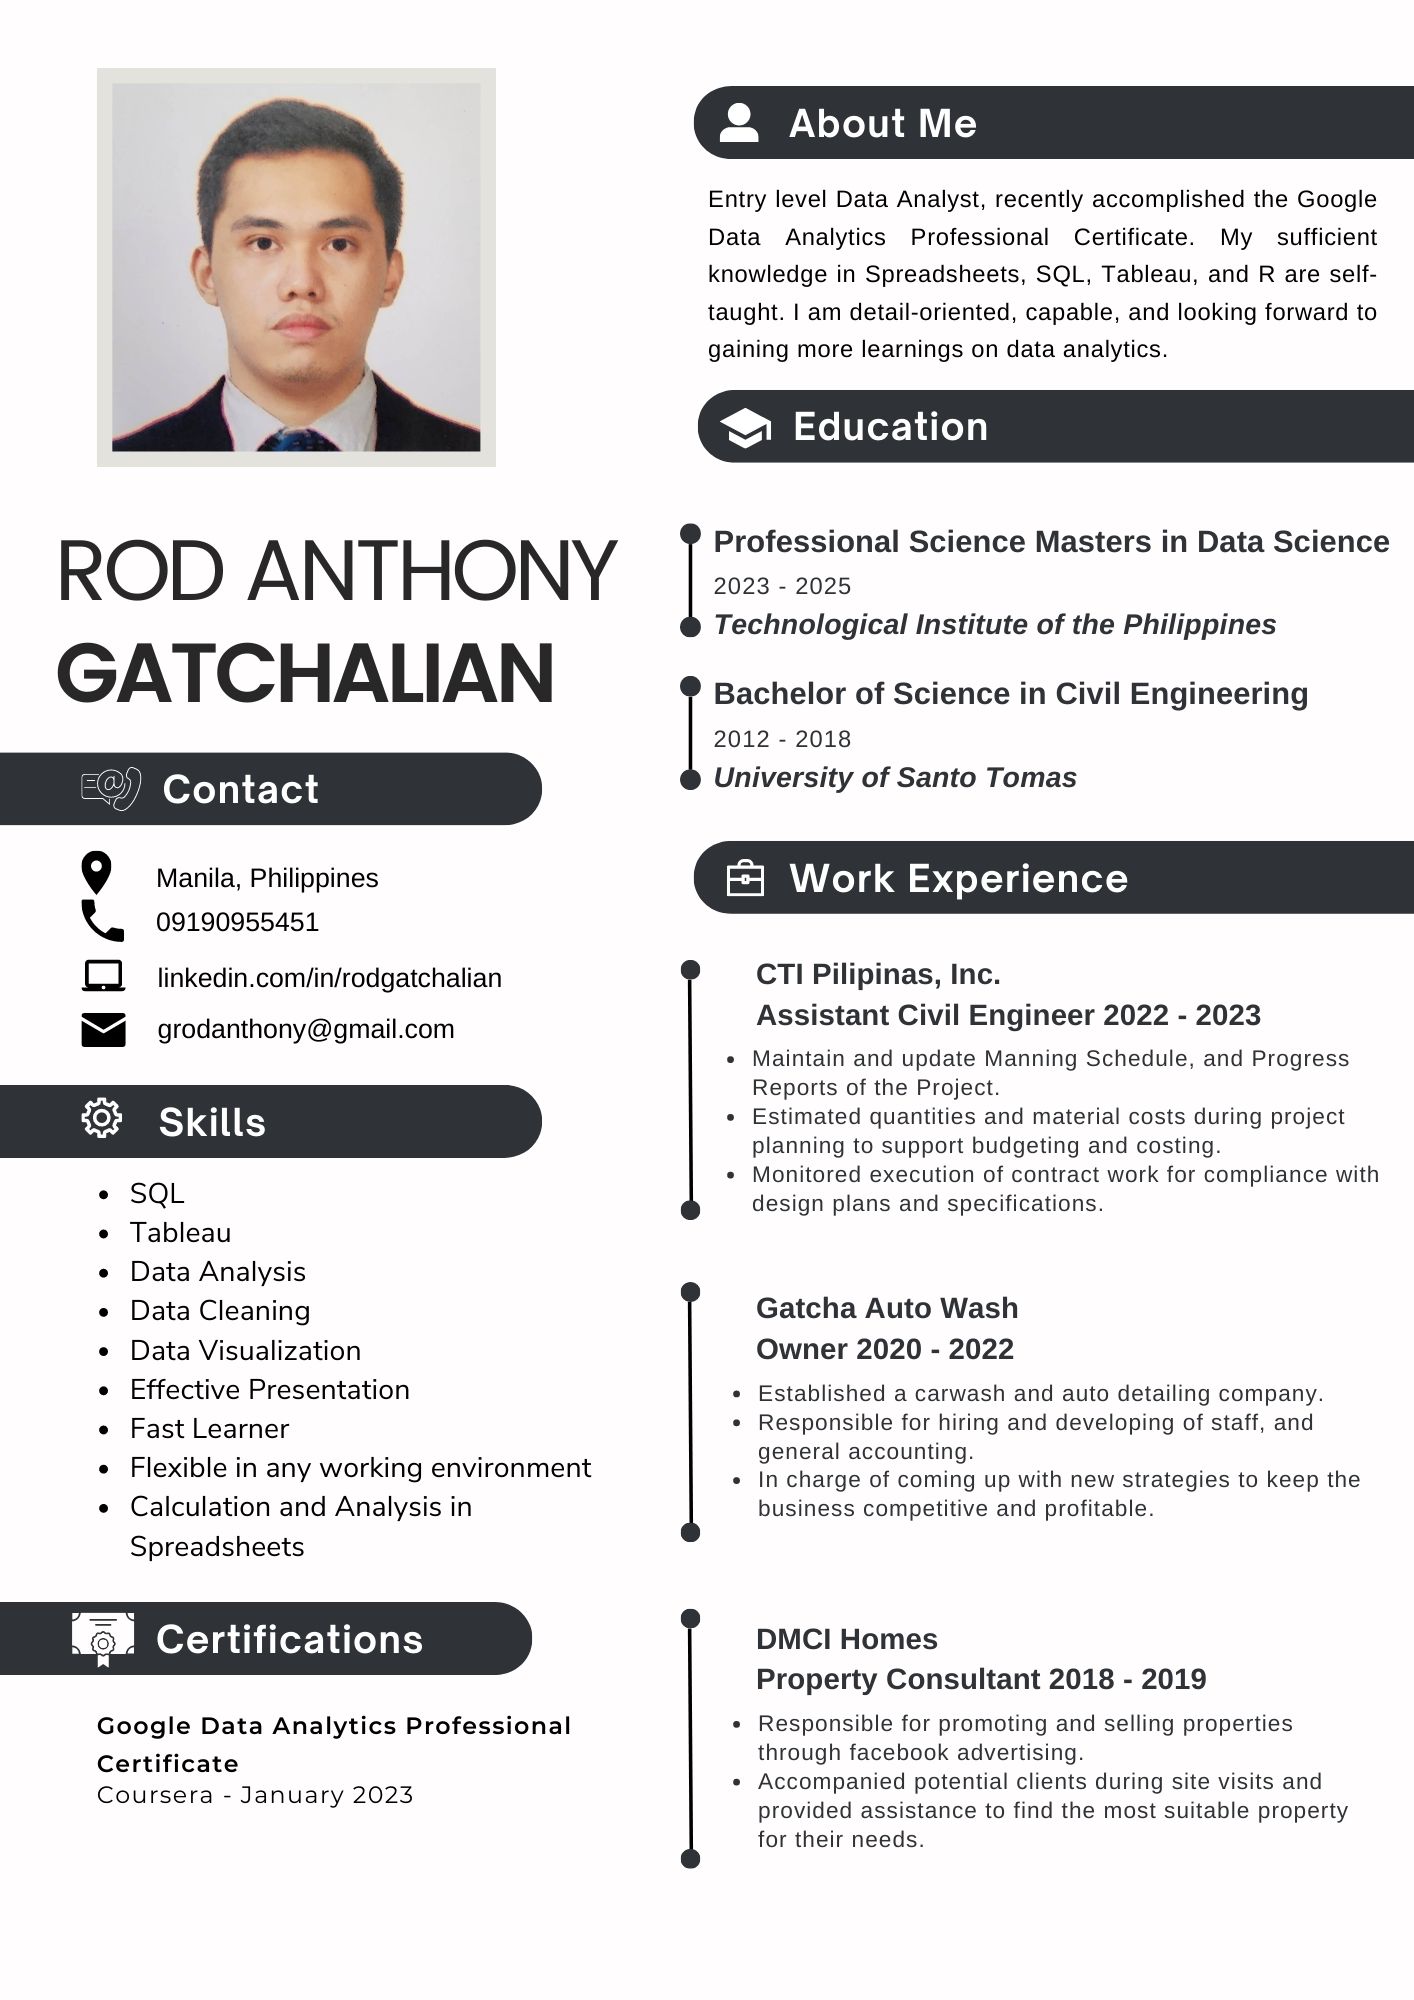 ROD ANTHONY
GATCHALIAN
Contact
Manila, Philippines
09190955451
linkedin.com/in/rodgatchalian
grodanthony@gmail.com
Skills
• SQL
• Tableau
• Data Analysis
• Data Cleaning
• Data Visualization
• Effective Presentation
• Fast Learner
• Flexible in any working environment
• Calculation and Analysis in
Spreadsheets
Certifications
Google Data Analytics Professional
Certificate
Coursera - January 2023
About Me
Entry level Data Analyst, recently accomplished the Google
Data Analytics Professional Certificate. My sufficient
knowledge in Spreadsheets, SQL, Tableau, and R are self-
taught. I am detail-oriented, capable, and looking forward to
gaining more learnings on data analytics.
Education
Professional Science Masters in Data Science
2023 - 2025
Technological Institute of the Philippines
Bachelor of Science in Civil Engineering
2012 - 2018
University of Santo Tomas
Work Experience
CTI Pilipinas, Inc.
Assistant Civil Engineer 2022 - 2023
• Maintain and update Manning Schedule, and Progress
Reports of the Project.
• Estimated quantities and material costs during project
planning to support budgeting and costing.
• Monitored execution of contract work for compliance with
design plans and specifications.
Gatcha Auto Wash
Owner 2020 - 2022
• Established a carwash and auto detailing company.
• Responsible for hiring and developing of staff, and
general accounting.
• In charge of coming up with new strategies to keep the
business competitive and profitable.
DMCI Homes
Property Consultant 2018 - 2019
• Responsible for promoting and selling properties
through facebook advertising.
• Accompanied potential clients during site visits and
provided assistance to find the most suitable property
for their needs.